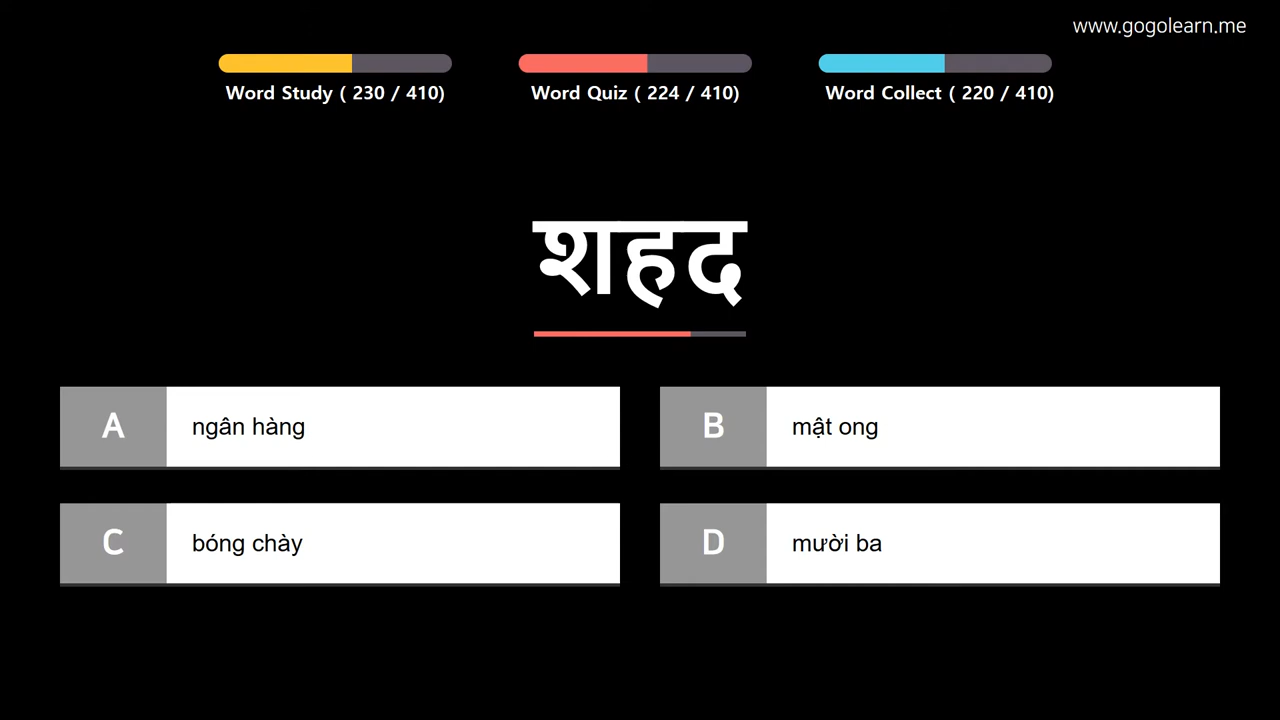 www.gogolearn.me
Word Study ( 230 / 410)
Word Quiz ( 224 / 410)
Word Collect ( 220 / 410)
शहद
A ngân hàng
B mật ong
C bóng chày
D mười ba